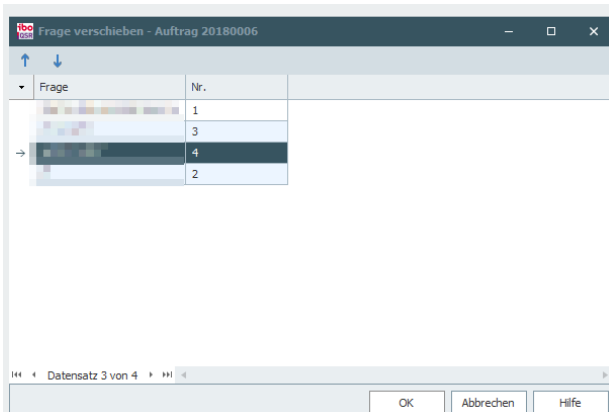 ibo QSR Frage verschieben - Auftrag 20180006
Frage Nr.
1
3
4
2
Datensatz 3 von 4
OK Abbrechen Hilfe